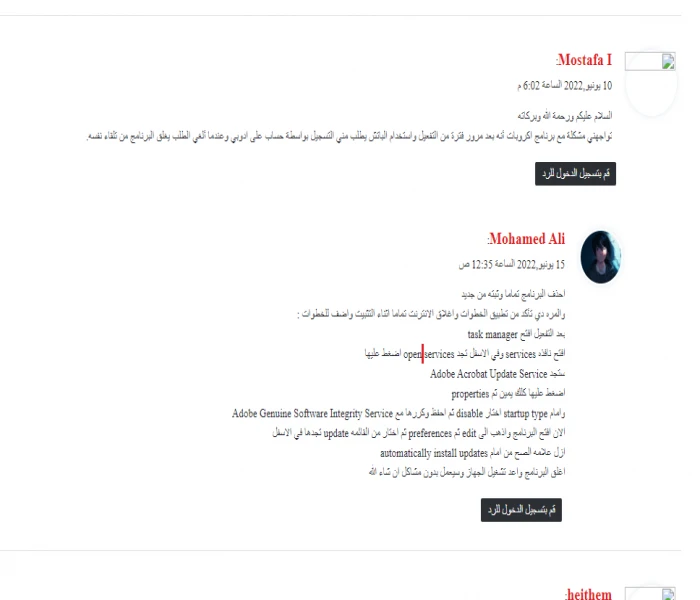 Mostafa I:
10 يونيو,2022 الساعة 6:02 م
السلام عليكم ورحمة الله وبركاته
تواجهني مشكلة مع برنامج اكروبات أنه بعد مرور فترة من التفعيل واستخدام الباتش يطلب مني التسجيل بواسطة حساب على ادوبي وعندما ألغي الطلب يغلق البرنامج من تلقاء نفسه.
قم بتسجيل الدخول للرد
Mohamed Ali:
15 يونيو,2022 الساعة 12:35 ص
احذف البرنامج تماما وثبته من جديد
والمره دي تأكد من تطبيق الخطوات واغلاق الانترنت تماما اثناء التثبيت واضف للخطوات :
بعد التفعيل افتح task manager
افتح نافذه services وفي الاسفل تجد open services اضغط عليها
ستجد Adobe Acrobat Update Service
اضغط عليها كلك يمين ثم properties
وامام startup type اختار disable ثم احفظ وكررها مع Adobe Genuine Software Integrity Service
الان افتح البرنامج واذهب الى edit ثم preferences ثم اختار من القائمه update تجدها في الاسفل
ازل علامه الصح من امام automatically install updates
اغلق البرنامج واعد تشغيل الجهاز وسيعمل بدون مشاكل ان شاء الله
قم بتسجيل الدخول للرد
heithem: